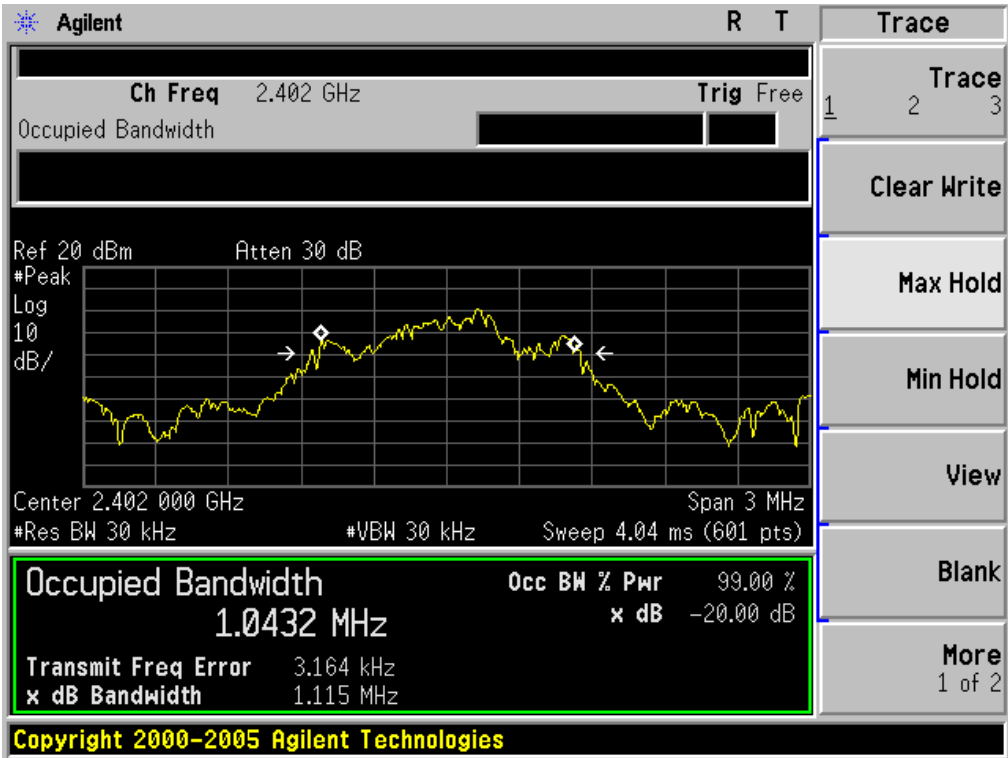 Agilent R T Trace
Ch Freq 2.402 GHz Trig Free
Occupied Bandwidth
Trace
1 2 3
Clear Write
Max Hold
Min Hold
View
Blank
More
1 of 2
Ref 20 dBm Atten 30 dB
#Peak
Log
10
dB/
Center 2.402 000 GHz Span 3 MHz
#Res BW 30 kHz #VBW 30 kHz Sweep 4.04 ms (601 pts)
Occupied Bandwidth Occ BW % Pwr 99.00 %
1.0432 MHz x dB -20.00 dB
Transmit Freq Error 3.164 kHz
x dB Bandwidth 1.115 MHz
Copyright 2000-2005 Agilent Technologies